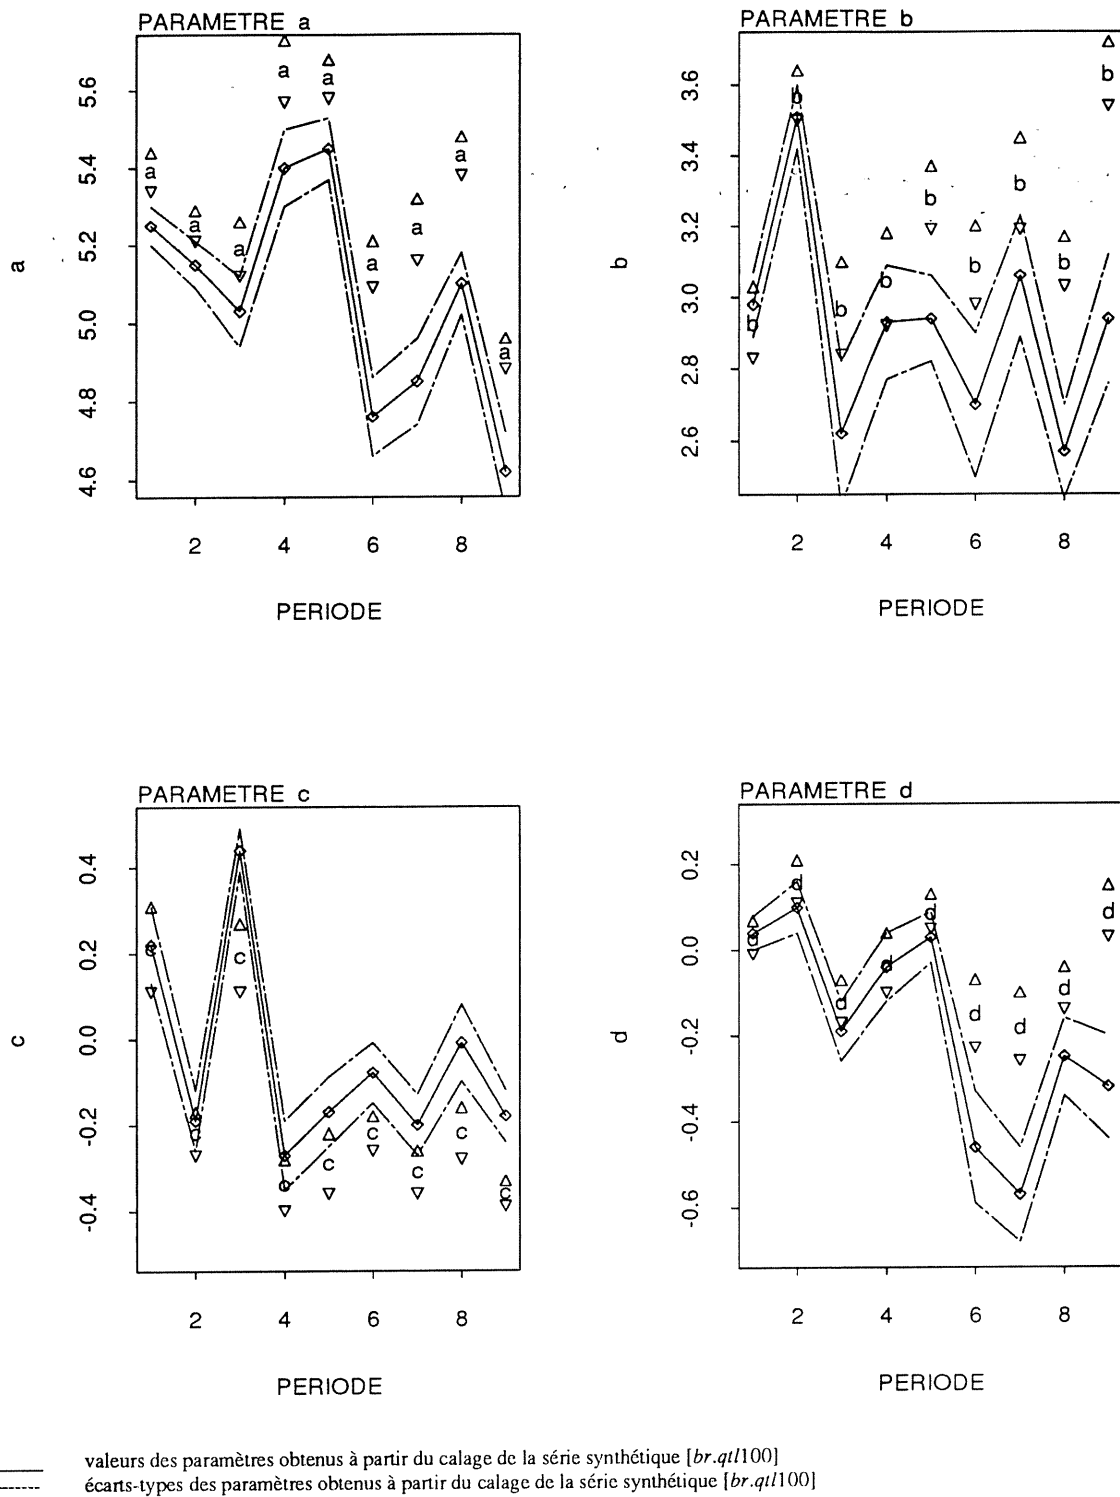 PARAMETRE a
a
5.6
5.4
5.2
5.0
4.8
4.6
a a a a a a a a a
2 4 6 8
PERIODE
PARAMETRE b
b
3.6
3.4
3.2
3.0
2.8
2.6
b b b b b b b b b
2 4 6 8
PERIODE
PARAMETRE c
c
0.4
0.2
0.0
-0.2
-0.4
c c c c c c c c c
2 4 6 8
PERIODE
PARAMETRE d
d
0.2
0.0
-0.2
-0.4
-0.6
d d d d d d d d d
2 4 6 8
PERIODE
valeurs des paramètres obtenus à partir du calage de la série synthétique [br.qtl100]
écarts-types des paramètres obtenus à partir du calage de la série synthétique [br.qtl100]